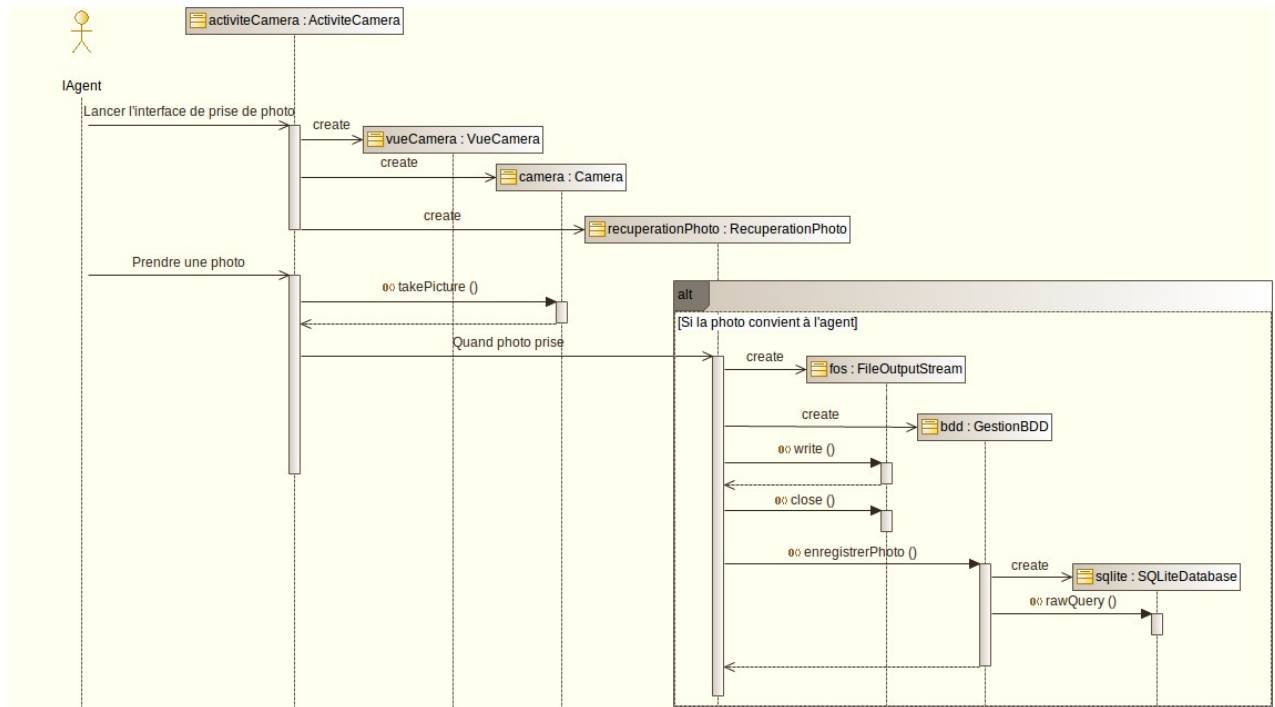 activiteCamera : ActiviteCamera
lAgent
Lancer l'interface de prise de photo
create
vueCamera : VueCamera
create
camera : Camera
create
recuperationPhoto : RecuperationPhoto
Prendre une photo
takePicture ()
alt
[Si la photo convient à l'agent]
Quand photo prise
create
fos : FileOutputStream
create
bdd : GestionBDD
write ()
close ()
enregistrerPhoto ()
create
sqlite : SQLiteDatabase
rawQuery ()